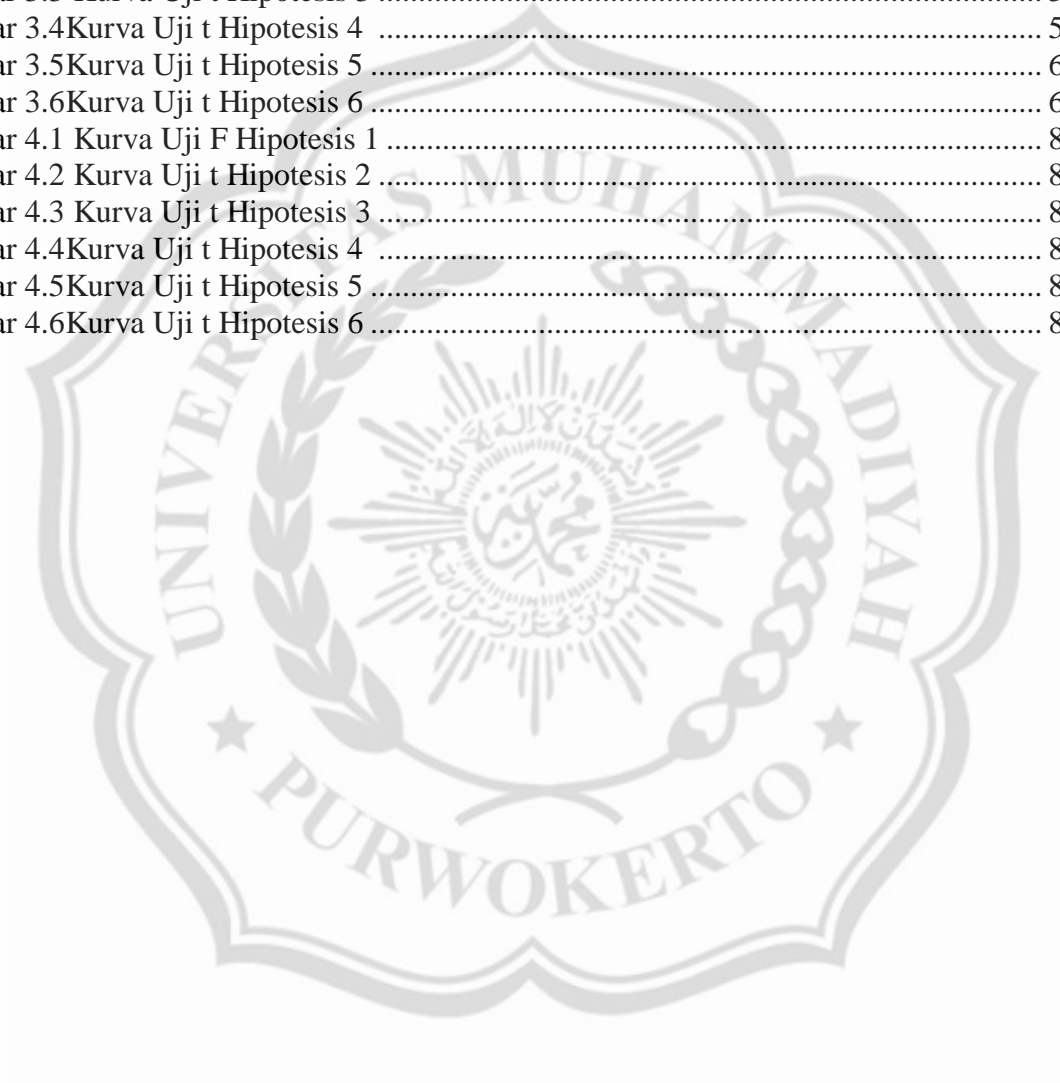 ar 3.4Kurva Uji t Hipotesis 4 ........................................................................................ 5
ar 3.5Kurva Uji t Hipotesis 5 ......................................................................................... 6
ar 3.6Kurva Uji t Hipotesis 6 ......................................................................................... 6
ar 4.1 Kurva Uji F Hipotesis 1 ....................................................................................... 8
ar 4.2 Kurva Uji t Hipotesis 2 ........................................................................................ 8
ar 4.3 Kurva Uji t Hipotesis 3 ........................................................................................ 8
ar 4.4Kurva Uji t Hipotesis 4 ........................................................................................ 8
ar 4.5Kurva Uji t Hipotesis 5 ......................................................................................... 8
ar 4.6Kurva Uji t Hipotesis 6 ......................................................................................... 8
UNIVERSITAS MUHAMMADIYAH
PURWOKERTO